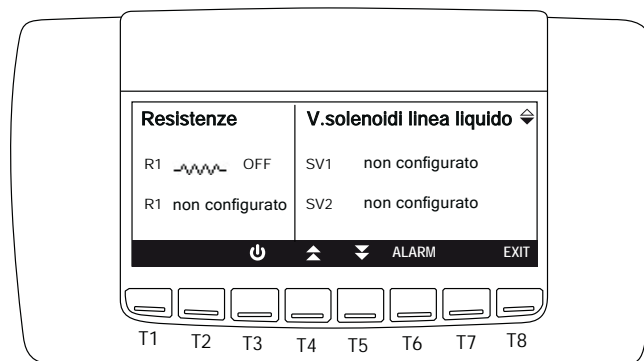 Resistenze
R1 OFF
R1 non configurato
V.solenoidi linea liquido
SV1 non configurato
SV2 non configurato
ALARM EXIT
T1 T2 T3 T4 T5 T6 T7 T8